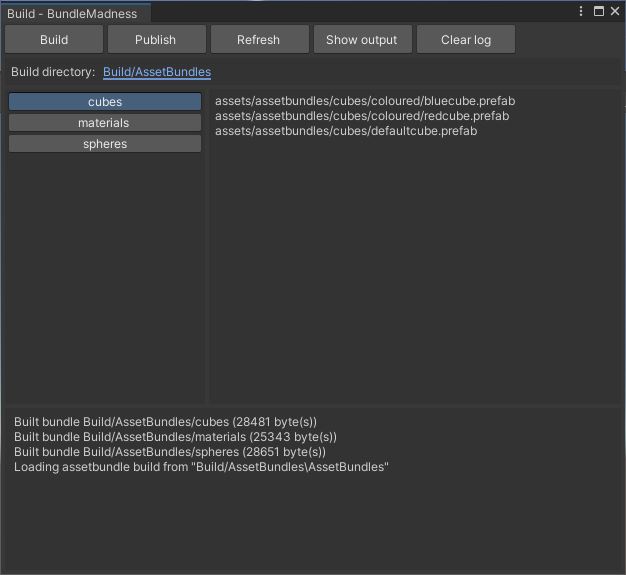 Build - BundleMadness
Build Publish Refresh Show output Clear log
Build directory: Build/AssetBundles
cubes
materials
spheres
assets/assetbundles/cubes/coloured/bluecube.prefab
assets/assetbundles/cubes/coloured/redcube.prefab
assets/assetbundles/cubes/defaultcube.prefab
Built bundle Build/AssetBundles/cubes (28481 byte(s))
Built bundle Build/AssetBundles/materials (25343 byte(s))
Built bundle Build/AssetBundles/spheres (28651 byte(s))
Loading assetbundle build from "Build/AssetBundles\AssetBundles"